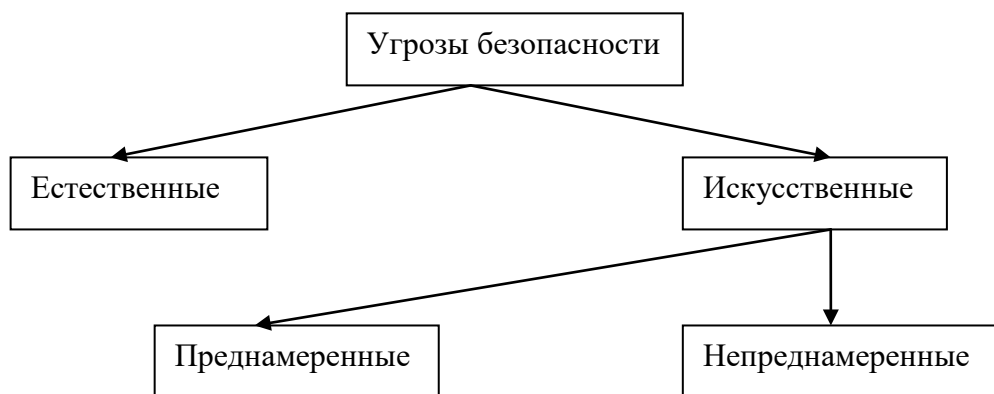 Угрозы безопасности
Естественные
Искусственные
Преднамеренные
Непреднамеренные